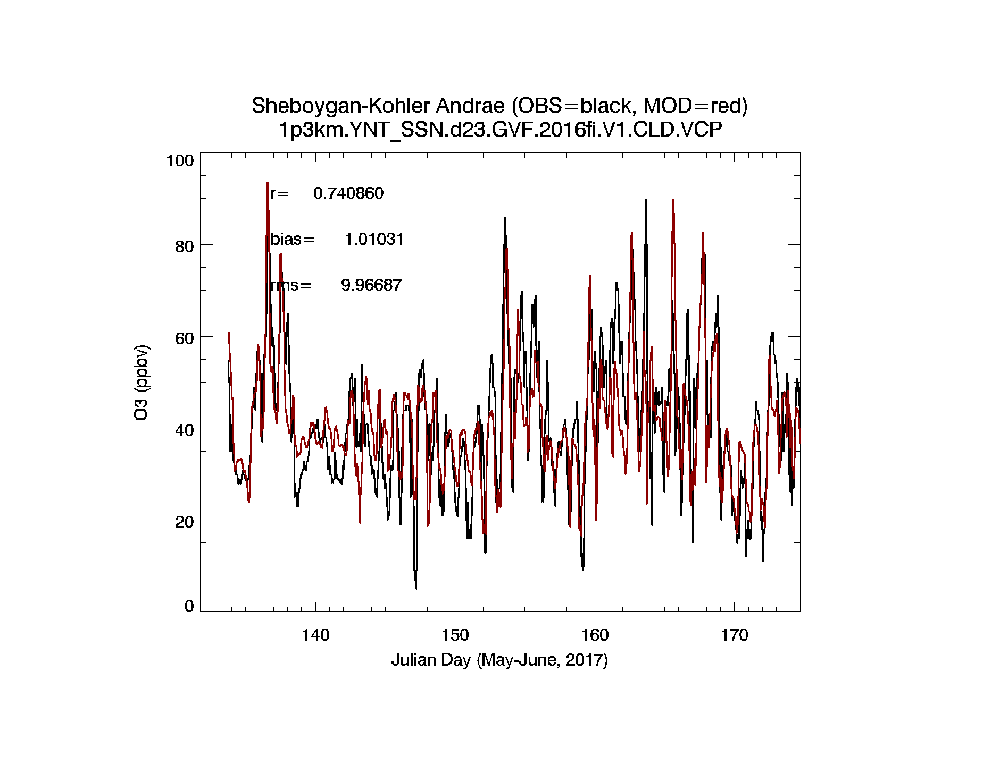 Sheboygan-Kohler Andrae (OBS=black, MOD=red)
1p3km.YNT_SSN.d23.GVF.2016fi.V1.CLD.VCP
100
80
60
40
20
0
O3 (ppbv)
r= 0.740860
bias= 1.01031
rms= 9.96687
140 150 160 170
Julian Day (May-June, 2017)